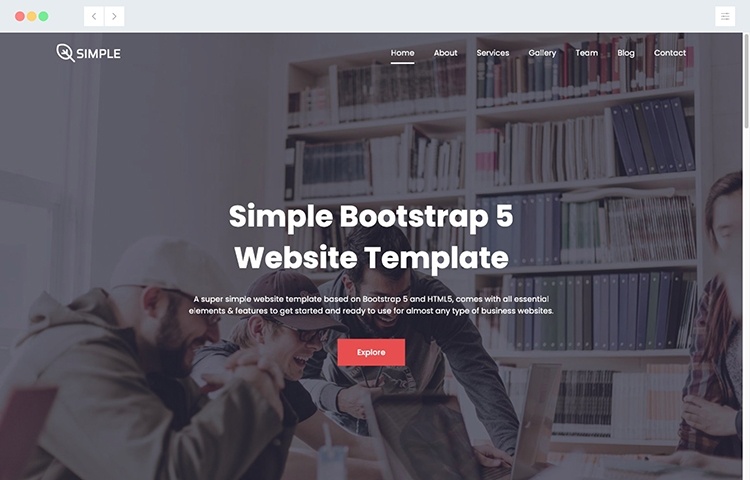 SIMPLE
Home About Services Gallery Team Blog Contact
Simple Bootstrap 5
Website Template
A super simple website template based on Bootstrap 5 and HTML5, comes with all essential
elements & features to get started and ready to use for almost any type of business websites.
Explore